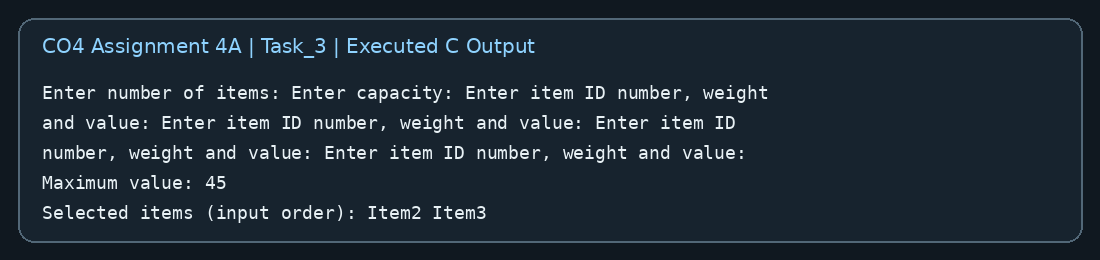 CO4 Assignment 4A | Task_3 | Executed C Output
Enter number of items: Enter capacity: Enter item ID number, weight
and value: Enter item ID number, weight and value: Enter item ID
number, weight and value: Enter item ID number, weight and value:
Maximum value: 45
Selected items (input order): Item2 Item3